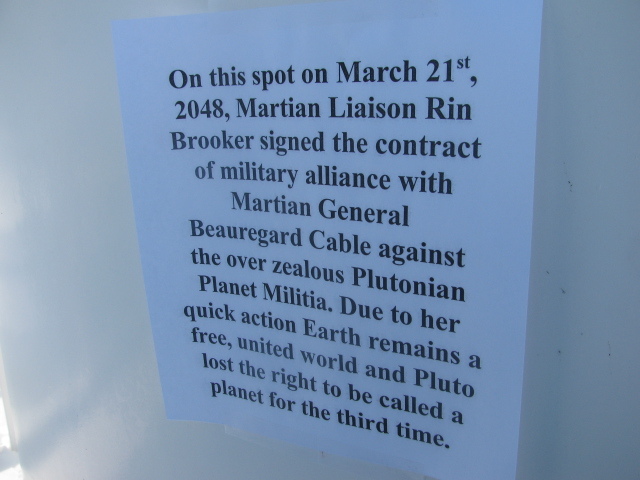 On this spot on March 21st,
2048, Martian Liaison Rin
Brooker signed the contract
of military alliance with
Martian General
Beauregard Cable against
the over zealous Plutonian
Planet Militia. Due to her
quick action Earth remains a
free, united world and Pluto
lost the right to be called a
planet for the third time.